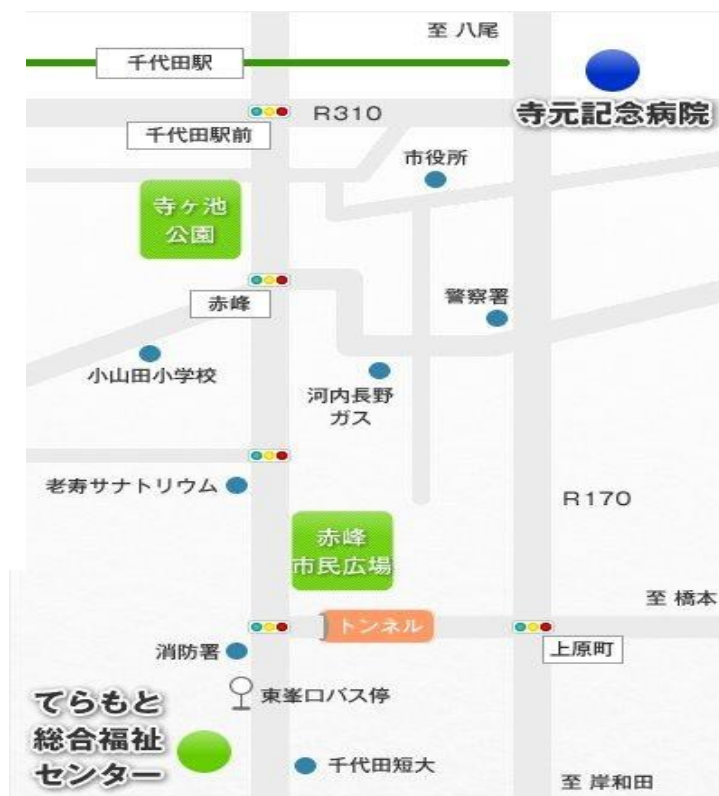 至 八尾
千代田駅
寺元記念病院
R310
千代田駅前
市役所
寺ヶ池
公園
警察署
赤峰
小山田小学校
河内長野
ガス
老寿サナトリウム
R170
赤峰
市民広場
至 橋本
トンネル
上原町
消防署
東峯口バス停
てらもと
総合福祉
センター
千代田短大
至 岸和田